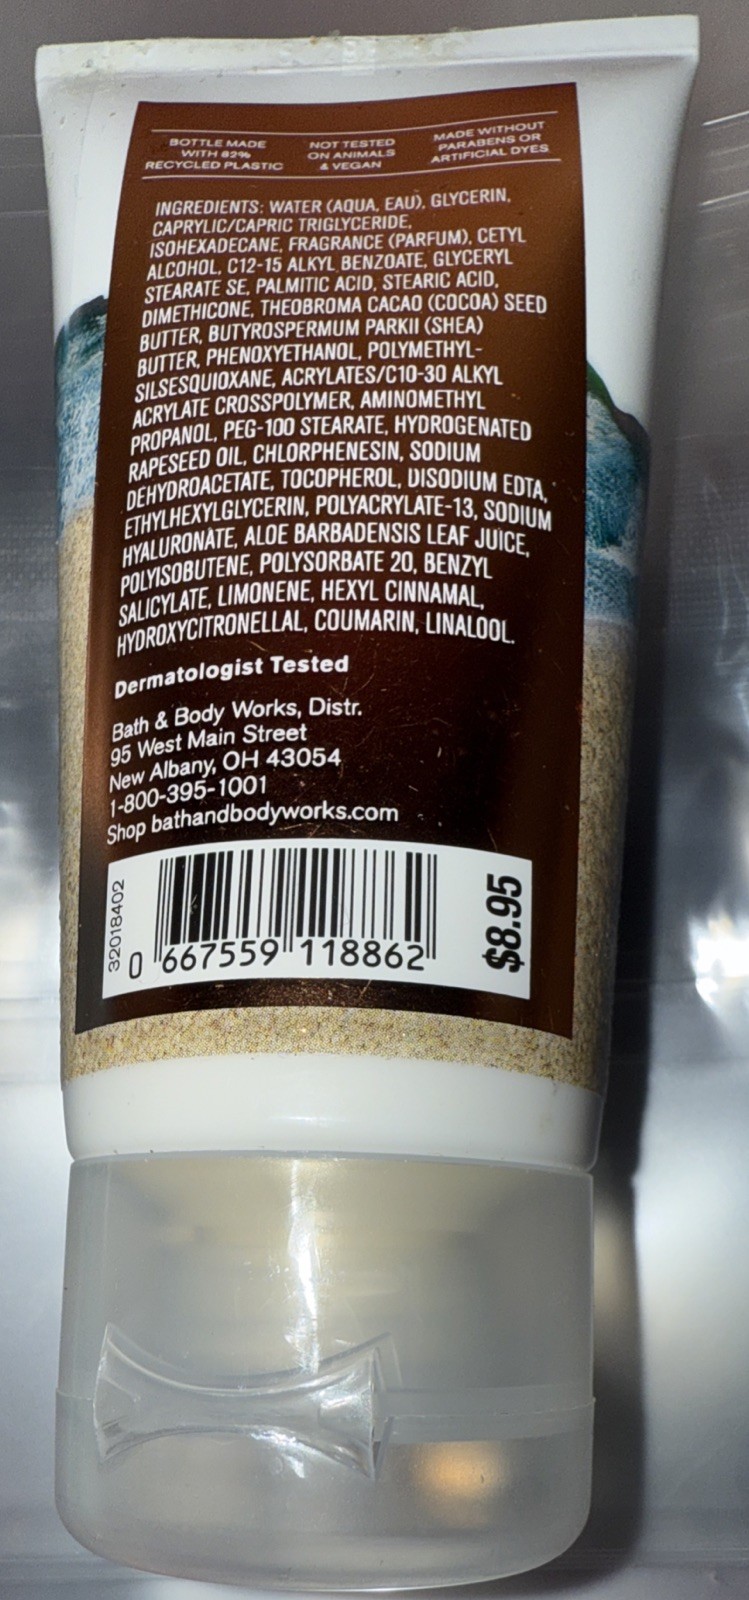 BOTTLE MADE
WITH 82%
RECYCLED PLASTIC
NOT TESTED
ON ANIMALS
& VEGAN
MADE WITHOUT
PARABENS OR
ARTIFICIAL DYES
INGREDIENTS: WATER (AQUA, EAU), GLYCERIN,
CAPRYLIC/CAPRIC TRIGLYCERIDE,
ISOHEXADECANE, FRAGRANCE (PARFUM), CETYL
ALCOHOL, C12-15 ALKYL BENZOATE, GLYCERYL
STEARATE SE, PALMITIC ACID, STEARIC ACID,
DIMETHICONE, THEOBROMA CACAO (COCOA) SEED
BUTTER, BUTYROSPERMUM PARKII (SHEA)
BUTTER, PHENOXYETHANOL, POLYMETHYL-
SILSESQUIOXANE, ACRYLATES/C10-30 ALKYL
ACRYLATE CROSSPOLYMER, AMINOMETHYL
PROPANOL, PEG-100 STEARATE, HYDROGENATED
RAPESEED OIL, CHLORPHENESIN, SODIUM
DEHYDROACETATE, TOCOPHEROL, DISODIUM EDTA,
ETHYLHEXYLGLYCERIN, POLYACRYLATE-13, SODIUM
HYALURONATE, ALOE BARBADENSIS LEAF JUICE,
POLYISOBUTENE, POLYSORBATE 20, BENZYL
SALICYLATE, LIMONENE, HEXYL CINNAMAL,
HYDROXYCITRONELLAL, COUMARIN, LINALOOL.
Dermatologist Tested
Bath & Body Works, Distr.
95 West Main Street
New Albany, OH 43054
1-800-395-1001
Shop bathandbodyworks.com
32018402
0 667559 118862
$8.95